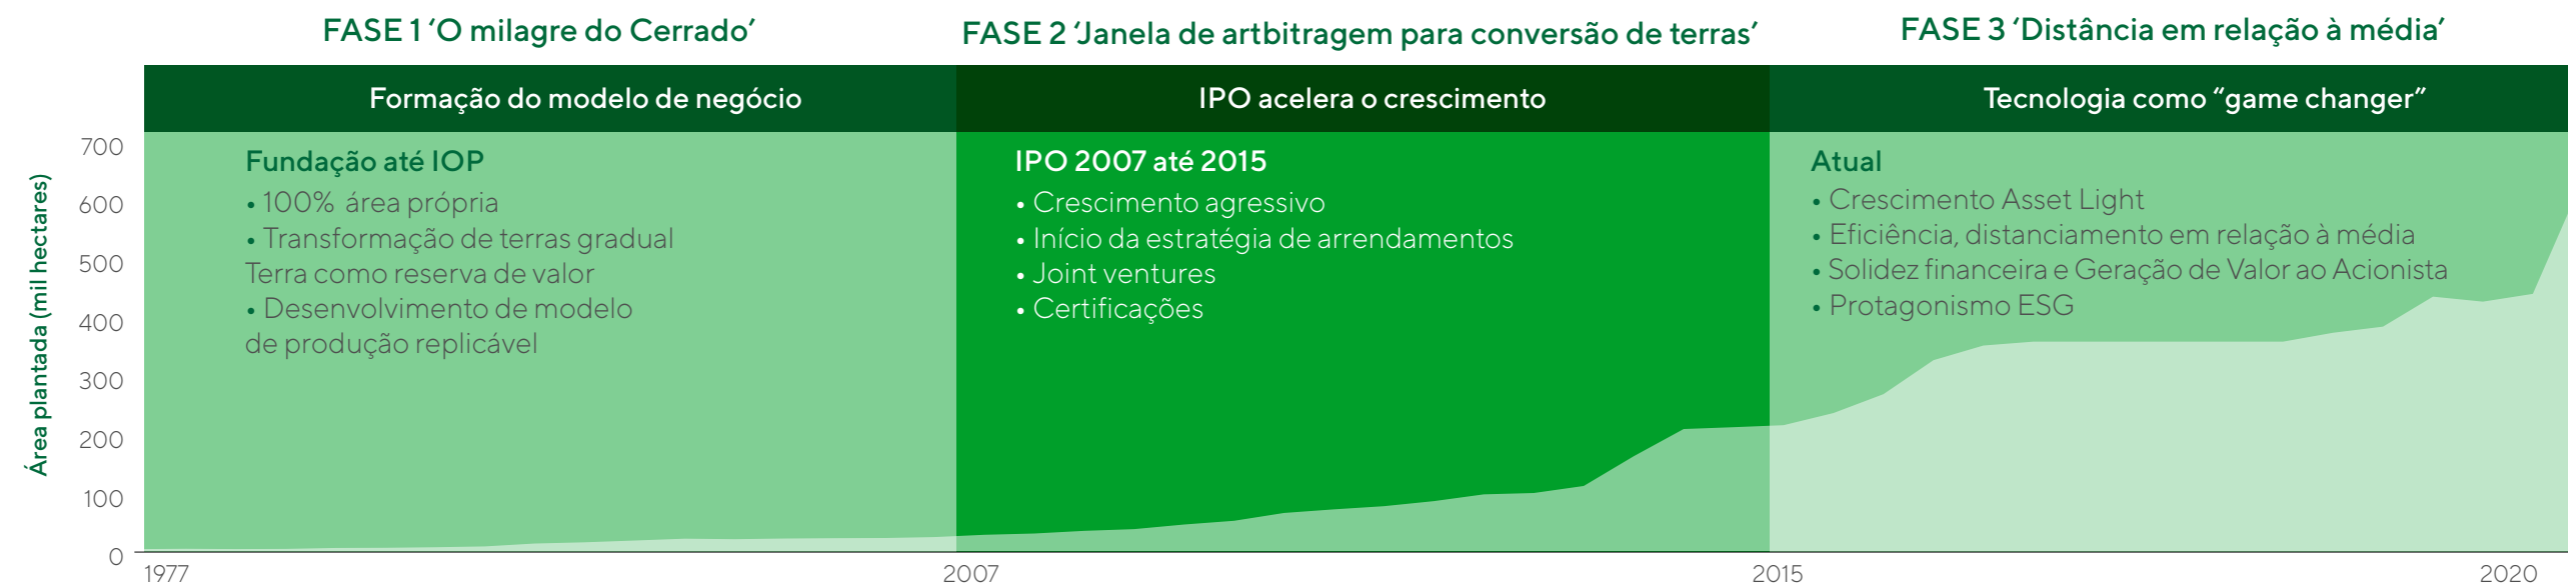 FASE 1 ‘O milagre do Cerrado’
FASE 2 ‘Janela de artbitragem para conversão de terras’
FASE 3 ‘Distância em relação à média’
Formação do modelo de negócio
IPO acelera o crescimento
Tecnologia como “game changer”
Área plantada (mil hectares)
700
600
500
400
300
200
100
0
Fundação até IOP
• 100% área própria
• Transformação de terras gradual
Terra como reserva de valor
• Desenvolvimento de modelo
de produção replicável
IPO 2007 até 2015
• Crescimento agressivo
• Início da estratégia de arrendamentos
• Joint ventures
• Certificações
Atual
• Crescimento Asset Light
• Eficiência, distanciamento em relação à média
• Solidez financeira e Geração de Valor ao Acionista
• Protagonismo ESG
1977
2007
2015
2020